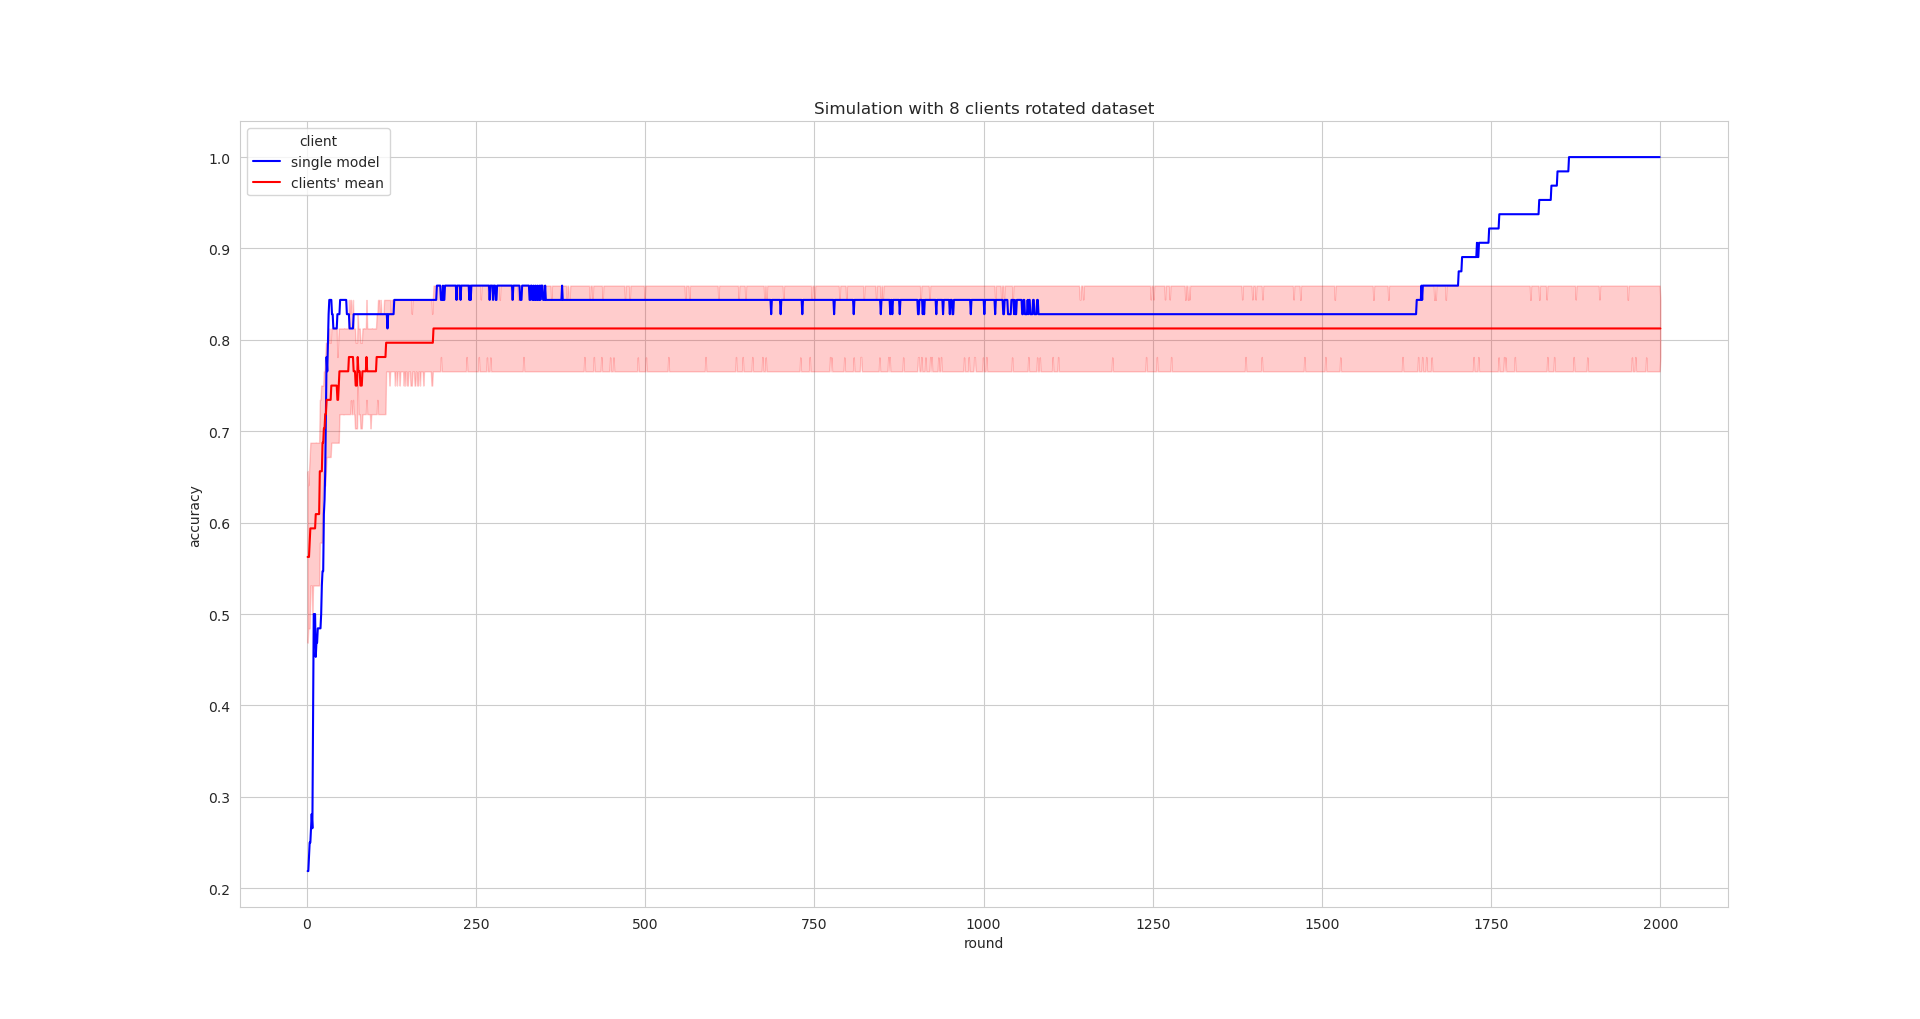 Simulation with 8 clients rotated dataset
client
single model
clients' mean
1.0
0.9
0.8
0.7
0.6
0.5
0.4
0.3
0.2
accuracy
0 250 500 750 1000 1250 1500 1750 2000
round